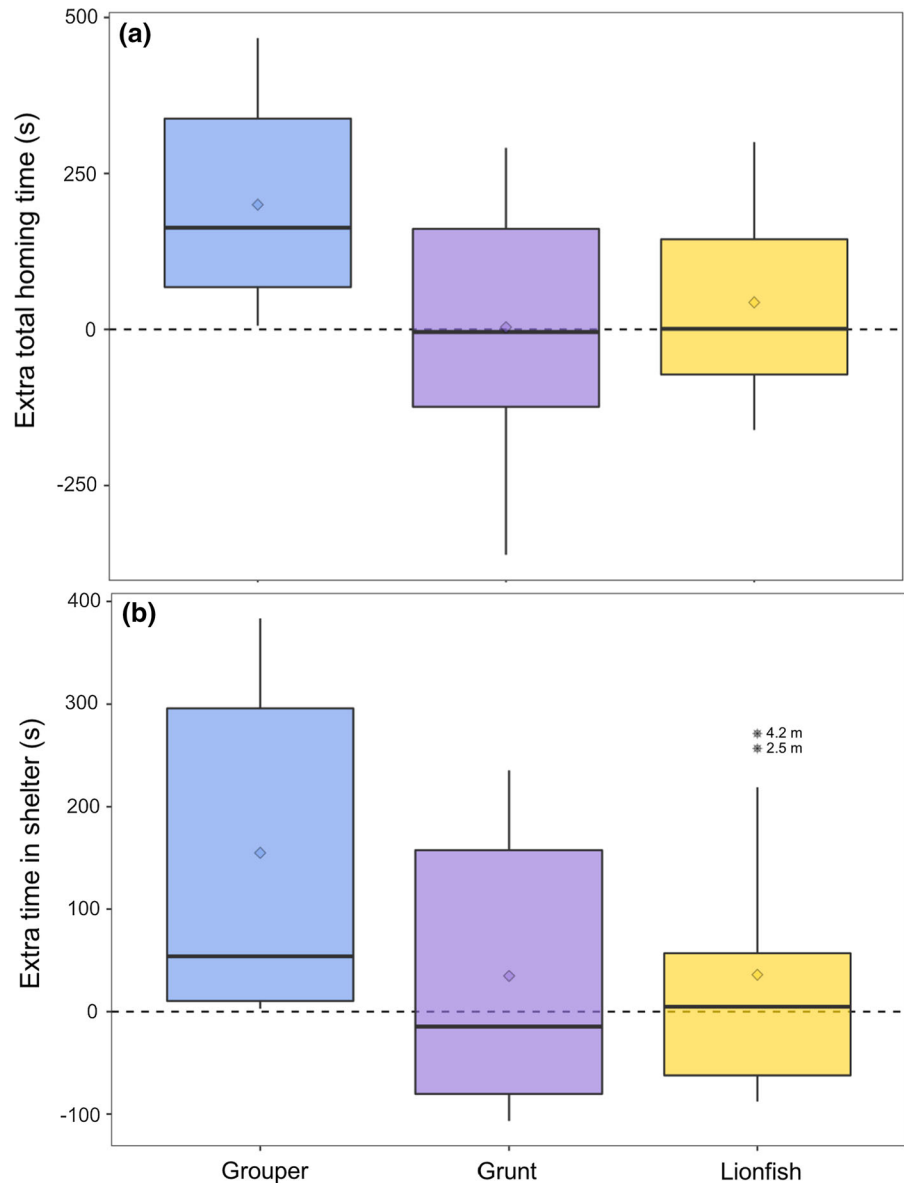 (a)
Extra total homing time (s)
500
250
0
-250
(b)
Extra time in shelter (s)
400
300
200
100
0
-100
4.2 m
2.5 m
Grouper
Grunt
Lionfish